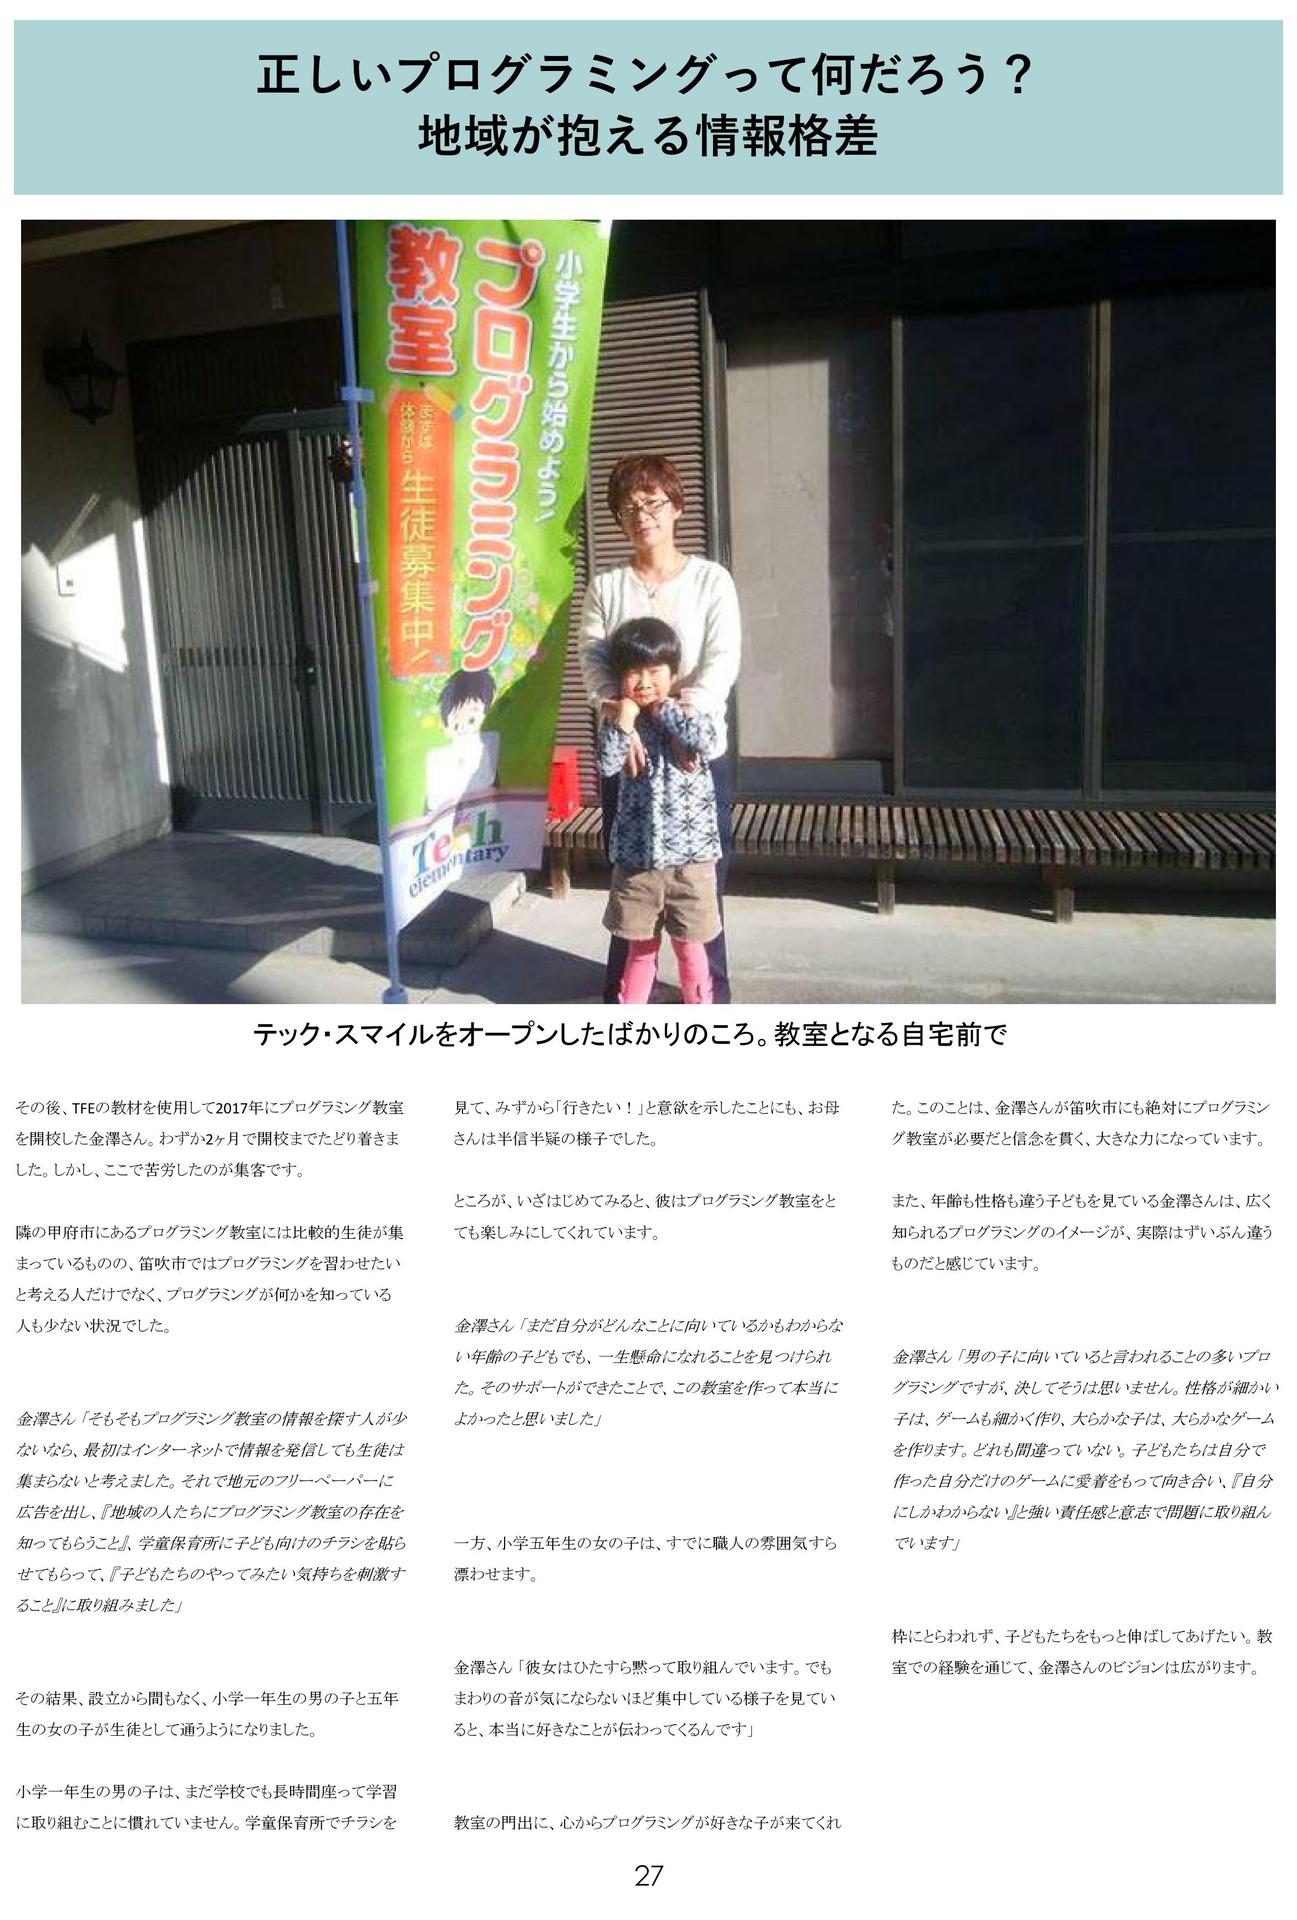 正しいプログラミングって何だろう？
地域が抱える情報格差
小学生から始めよう！
プログラミング
教室
まずは
体験から
生徒募集中！
Tech
elementary
テック・スマイルをオープンしたばかりのころ。教室となる自宅前で
その後、TFEの教材を使用して2017年にプログラミング教室
を開校した金澤さん。わずか2ヶ月で開校までたどり着きま
した。しかし、ここで苦労したのが集客です。
隣の甲府市にあるプログラミング教室には比較的生徒が集
まっているものの、笛吹市ではプログラミングを習わせたい
と考える人だけでなく、プログラミングが何かを知っている
人も少ない状況でした。
金澤さん「そもそもプログラミング教室の情報を探す人が少
ないなら、最初はインターネットで情報を発信しても生徒は
集まらないと考えました。それで地元のフリーペーパーに
広告を出し、『地域の人たちにプログラミング教室の存在を
知ってもらうこと』、学童保育所に子ども向けのチラシを貼ら
せてもらって、『子どもたちのやってみたい気持ちを刺激す
ること』に取り組みました」
その結果、設立から間もなく、小学一年生の男の子と五年
生の女の子が生徒として通うようになりました。
小学一年生の男の子は、まだ学校でも長時間座って学習
に取り組むことに慣れていません。学童保育所でチラシを
見て、みずから「行きたい！」と意欲を示したことにも、お母
さんは半信半疑の様子でした。
ところが、いざはじめてみると、彼はプログラミング教室をと
ても楽しみにしてくれています。
金澤さん「まだ自分がどんなことに向いているかもわからな
い年齢の子どもでも、一生懸命になれることを見つけられ
た。そのサポートができたことで、この教室を作って本当に
よかったと思いました」
一方、小学五年生の女の子は、すでに職人の雰囲気すら
漂わせます。
金澤さん「彼女はひたすら黙って取り組んでいます。でも
まわりの音が気にならないほど集中している様子を見てい
ると、本当に好きなことが伝わってくるんです」
教室の門出に、心からプログラミングが好きな子が来てくれ
た。このことは、金澤さんが笛吹市にも絶対にプログラミン
グ教室が必要だと信念を貫く、大きな力になっています。
また、年齢も性格も違う子どもを見ている金澤さんは、広く
知られるプログラミングのイメージが、実際はずいぶん違う
ものだと感じています。
金澤さん「男の子に向いていると言われることの多いプロ
グラミングですが、決してそうは思いません。性格が細かい
子は、ゲームも細かく作り、大らかな子は、大らかなゲーム
を作ります。どれも間違っていない。子どもたちは自分で
作った自分だけのゲームに愛着をもって向き合い、『自分
にしかわからない』と強い責任感と意志で問題に取り組ん
でいます」
枠にとらわれず、子どもたちをもっと伸ばしてあげたい。教
室での経験を通じて、金澤さんのビジョンは広がります。
27